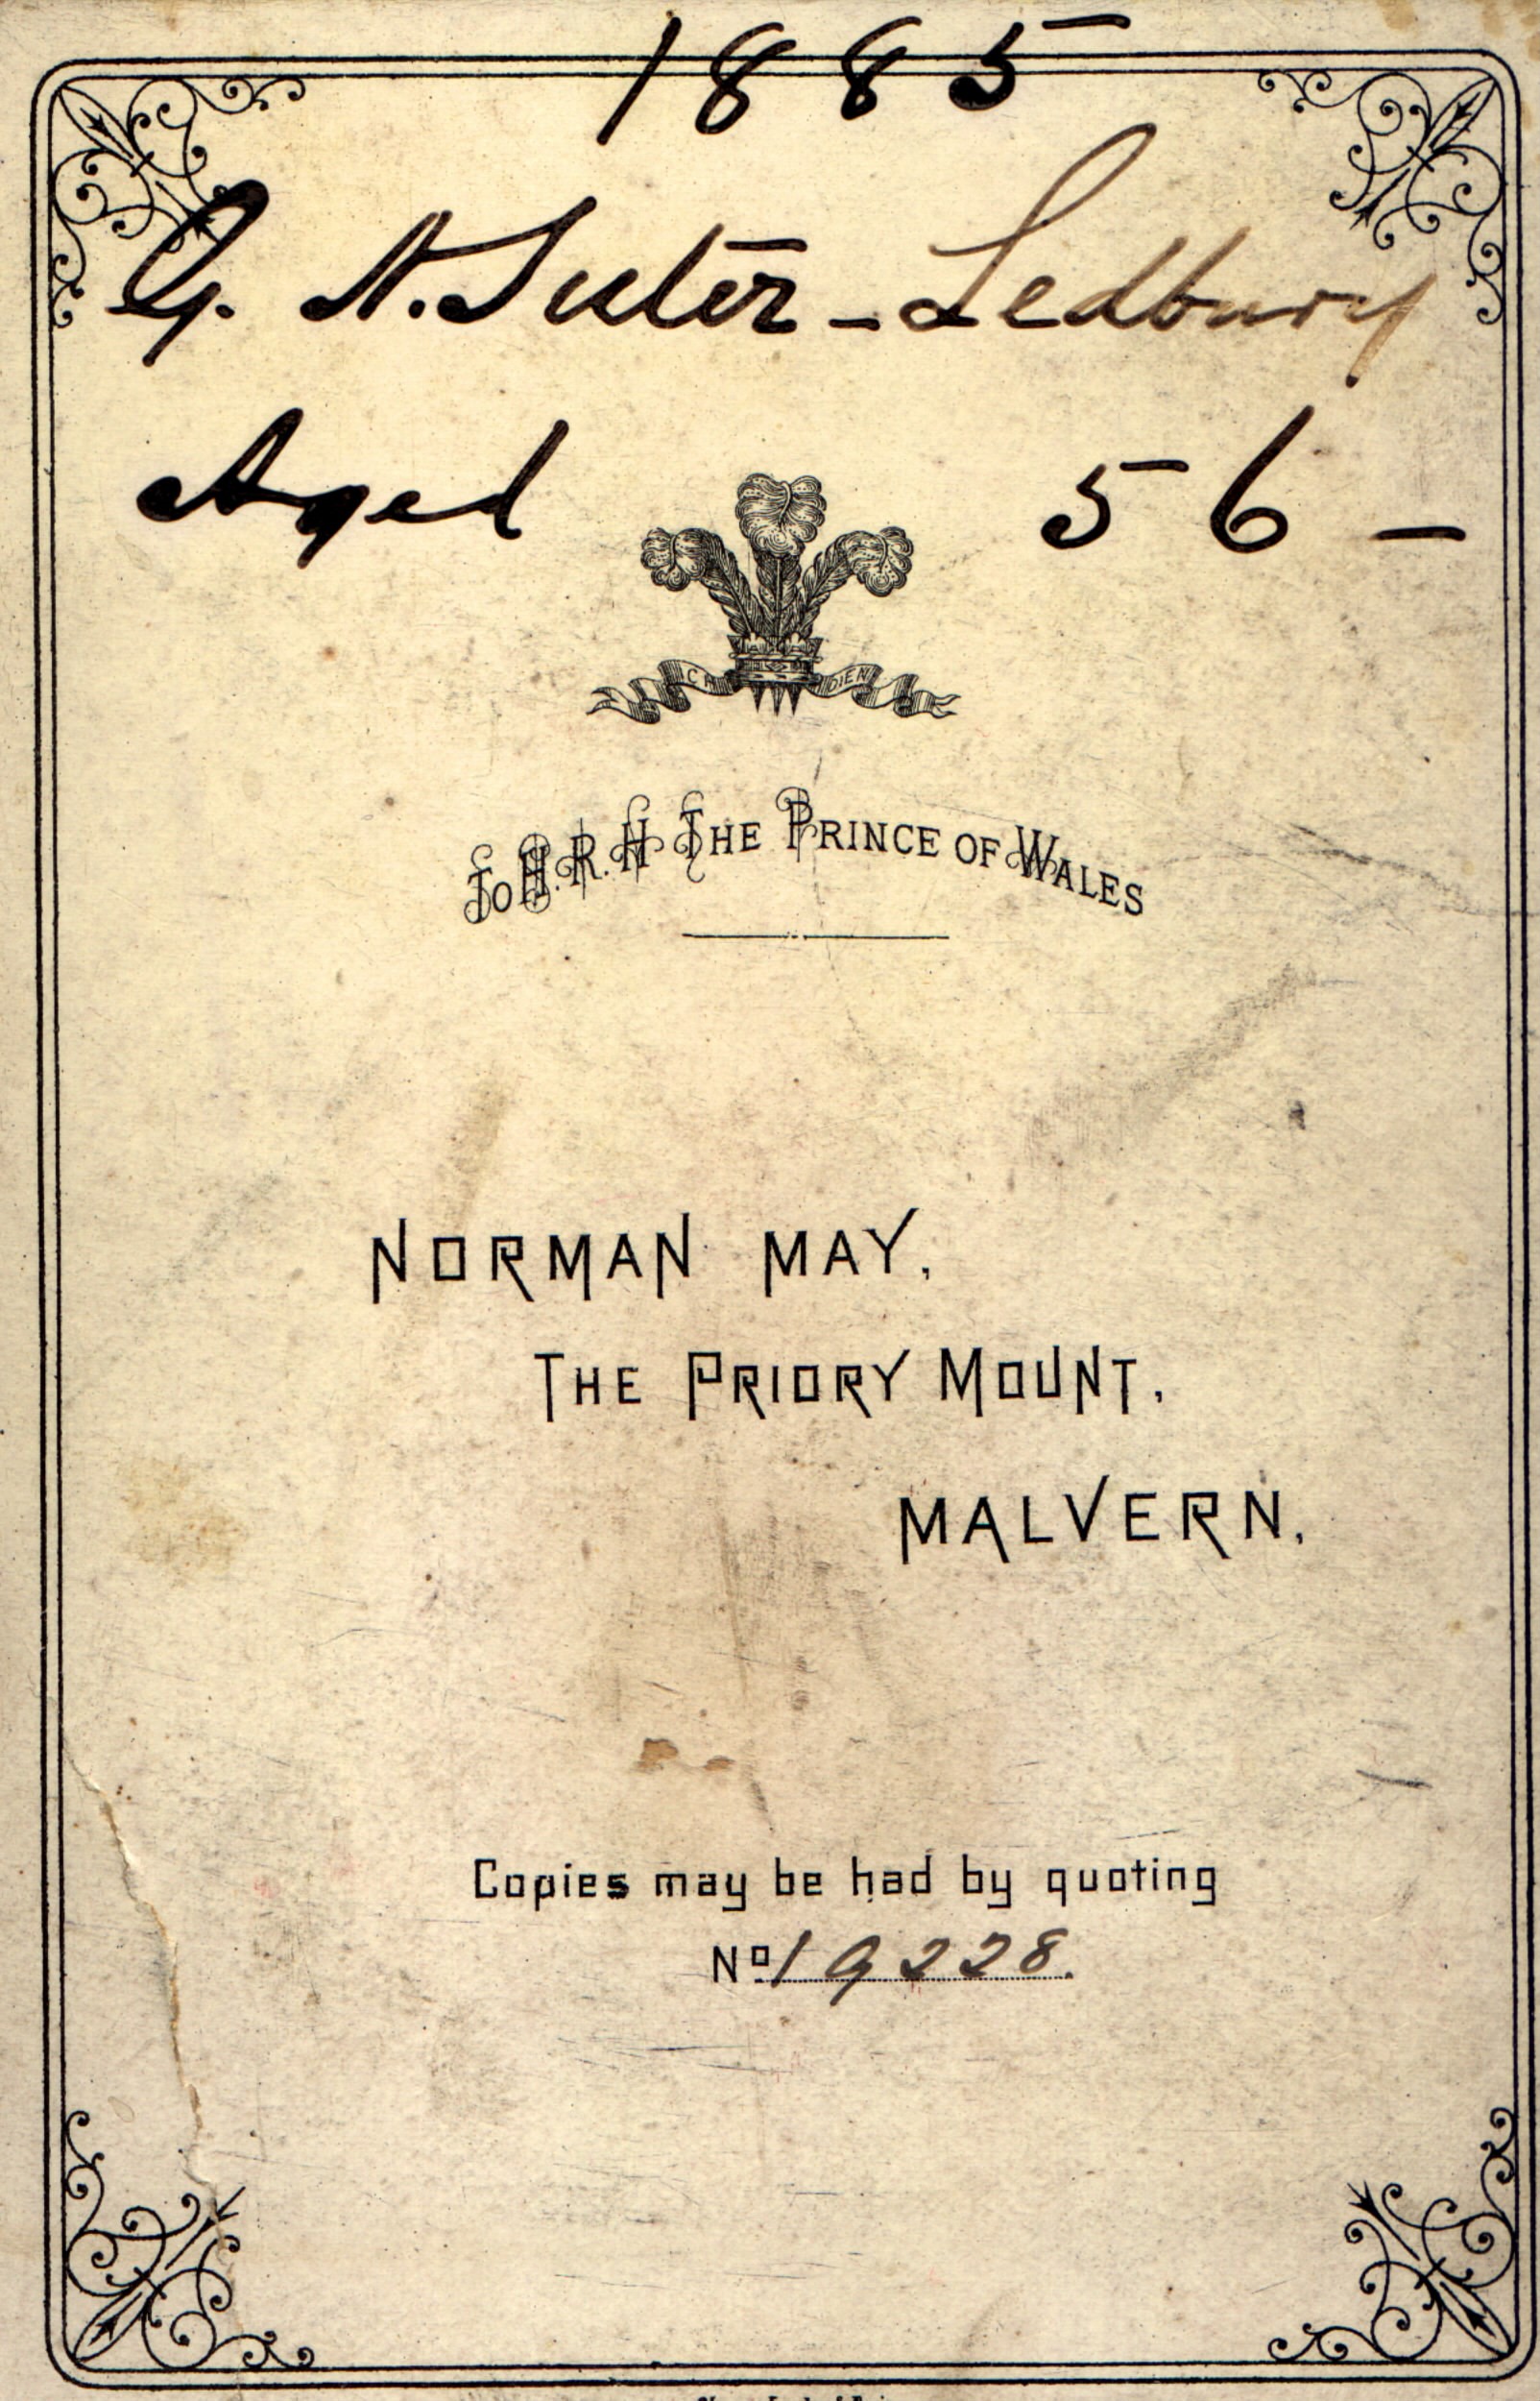 1885
G. H. Suter - Ledbury
Aged 56 -
DIEN
To H.R.H The Prince of Wales
NORMAN MAY.
THE PRIORY MOUNT.
MALVERN.
Copies may be had by quoting
No 19228.